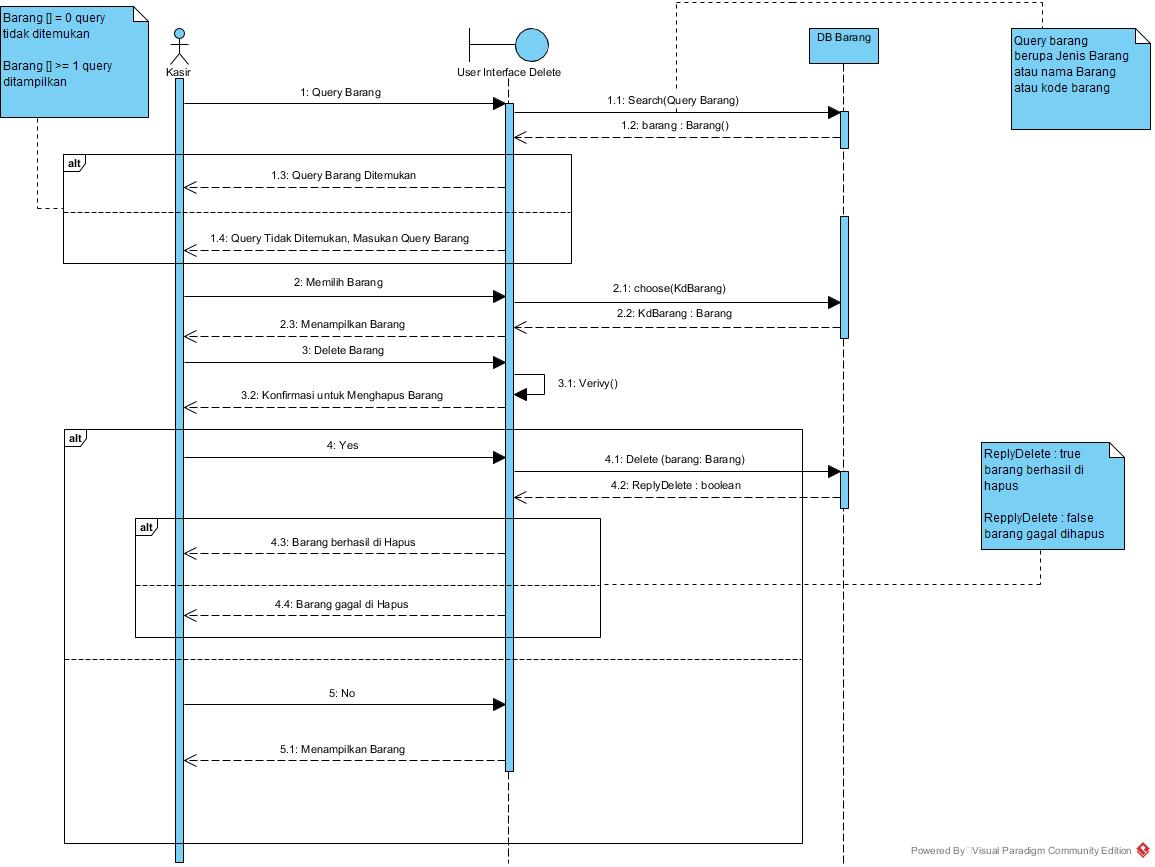 Barang [] = 0 query
tidak ditemukan
Barang [] >= 1 query
ditampilkan
Kasir
User Interface Delete
DB Barang
Query barang
berupa Jenis Barang
atau nama Barang
atau kode barang
1: Query Barang
1.1: Search(Query Barang)
1.2: barang : Barang()
alt
1.3: Query Barang Ditemukan
1.4: Query Tidak Ditemukan, Masukan Query Barang
2: Memilih Barang
2.1: choose(KdBarang)
2.2: KdBarang : Barang
2.3: Menampilkan Barang
3: Delete Barang
3.1: Verivy()
3.2: Konfirmasi untuk Menghapus Barang
alt
4: Yes
4.1: Delete (barang: Barang)
4.2: ReplyDelete : boolean
ReplyDelete : true
barang berhasil di
hapus
RepplyDelete : false
barang gagal dihapus
alt
4.3: Barang berhasil di Hapus
4.4: Barang gagal di Hapus
5: No
5.1: Menampilkan Barang
Powered By Visual Paradigm Community Edition